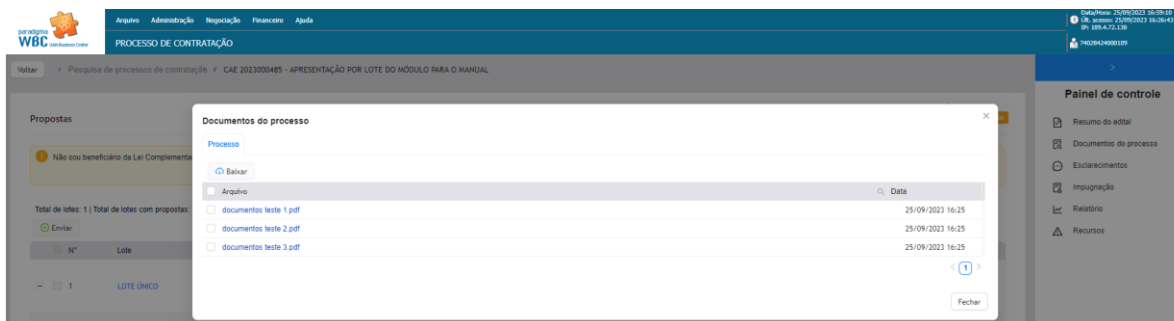 paradigma
WBC
Arquivo Administração Negociação Financeiro Ajuda
PROCESSO DE CONTRATAÇÃO
Data/Hora: 25/09/2023 16:59:10
Últ. acesso: 25/09/2023 16:26:43
IP: 189.4.72.138
74028424000109
Voltar
Pesquisa de processos de contratação
CAE 2023000485 - APRESENTAÇÃO POR LOTE DO MÓDULO PARA O MANUAL
Propostas
Não sou beneficiário da Lei Complementa
Total de lotes: 1 | Total de lotes com propostas:
Enviar
N° Lote
1 LOTE ÚNICO
Documentos do processo
Processo
Baixar
Arquivo Data
documentos teste 1.pdf 25/09/2023 16:25
documentos teste 2.pdf 25/09/2023 16:25
documentos teste 3.pdf 25/09/2023 16:25
< 1 >
Fechar
>
Painel de controle
Resumo do edital
Documentos do processo
Esclarecimentos
Impugnação
Relatório
Recursos